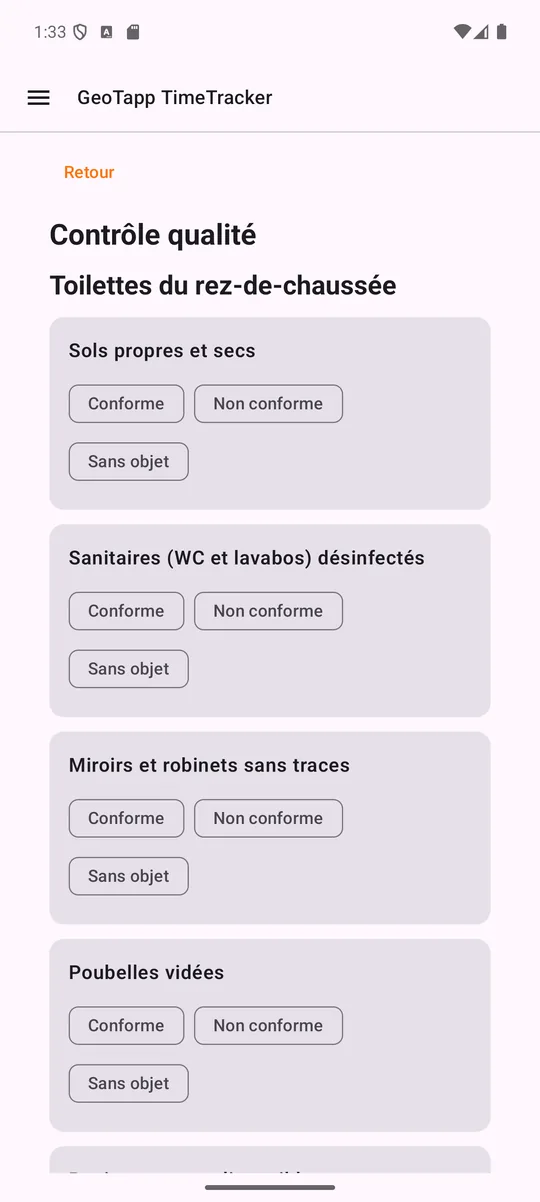 1:33
GeoTapp TimeTracker
Retour
Contrôle qualité
Toilettes du rez-de-chaussée
Sols propres et secs
Conforme Non conforme
Sans objet
Sanitaires (WC et lavabos) désinfectés
Conforme Non conforme
Sans objet
Miroirs et robinets sans traces
Conforme Non conforme
Sans objet
Poubelles vidées
Conforme Non conforme
Sans objet